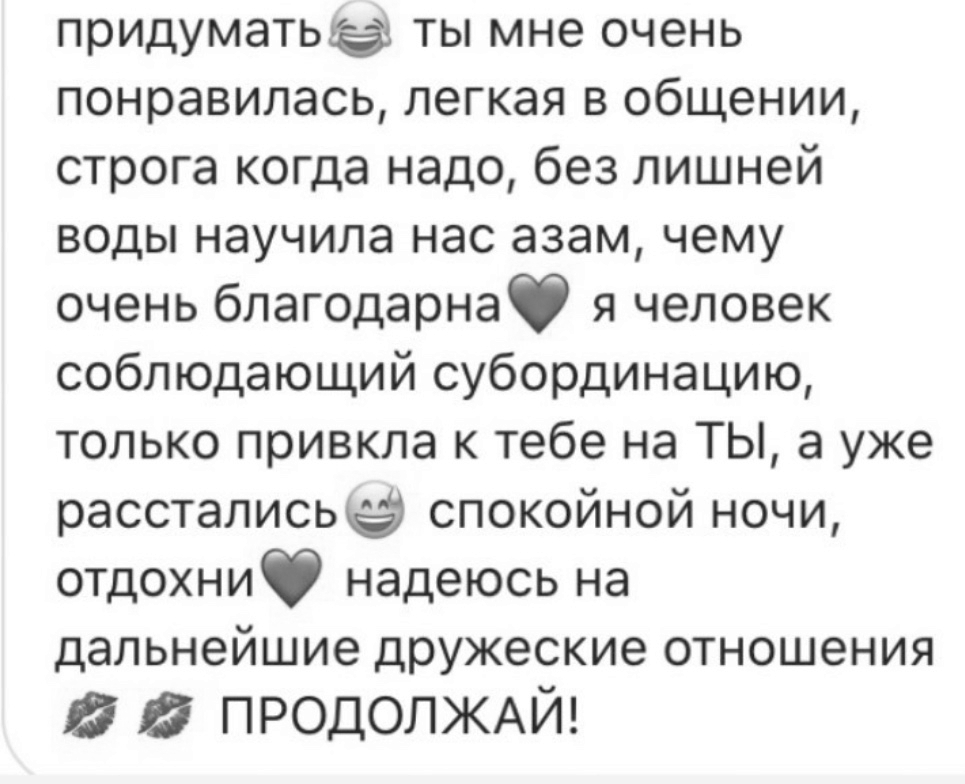 придумать😂 ты мне очень
понравилась, легкая в общении,
строга когда надо, без лишней
воды научила нас азам, чему
очень благодарна🖤 я человек
соблюдающий субординацию,
только привкла к тебе на ТЫ, а уже
расстались😅 спокойной ночи,
отдохни🖤 надеюсь на
дальнейшие дружеские отношения
💋 💋 ПРОДОЛЖАЙ!